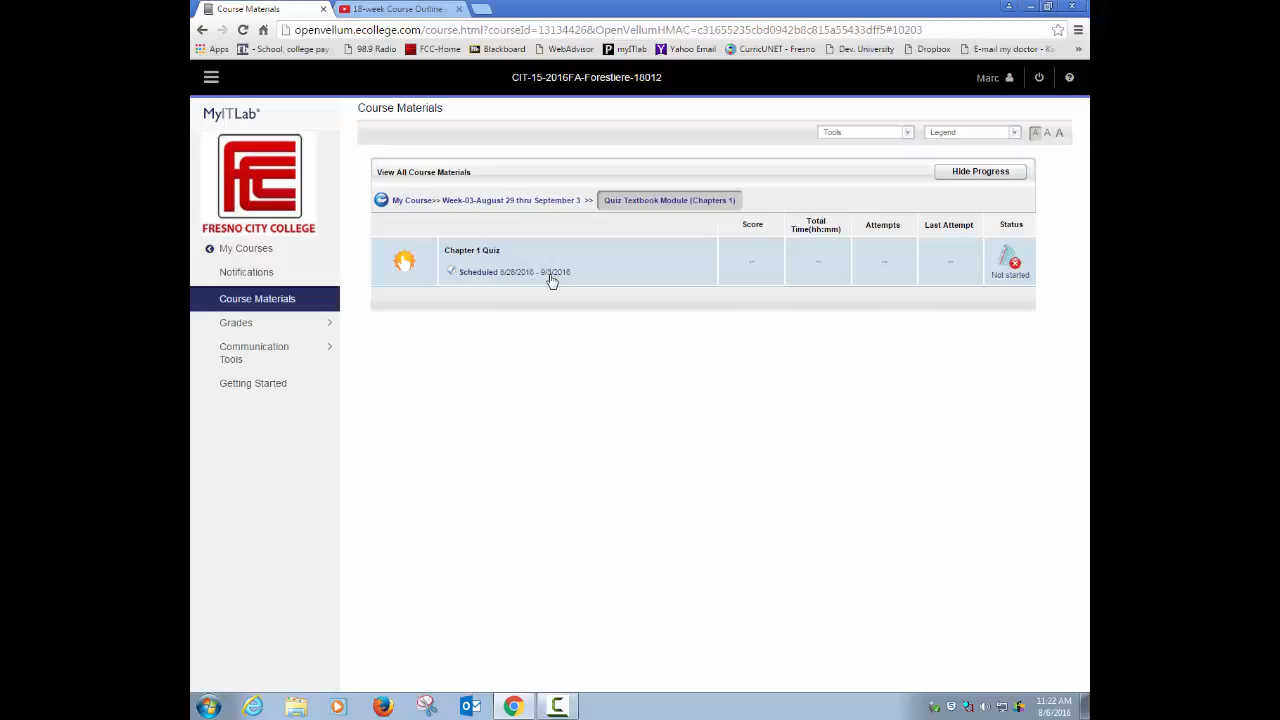 Course Materials
18-week Course Outline -
openvellum.ecollege.com/course.html?courseId=13134426&OpenVellumHMAC=c31655235cbd0942b8c815a55433dff5#10203
Apps
- School, college pay
98.9 Radio
FCC-Home
Blackboard
WebAdvisor
myITlab
Yahoo Email
CurricUNET - Fresno
Dev. University
Dropbox
E-mail my doctor - Ka
CIT-15-2016FA-Forestiere-18012
Marc
MyITLab®
FCC
FRESNO CITY COLLEGE
My Courses
Notifications
Course Materials
Grades
Communication
Tools
Getting Started
Course Materials
Tools
Legend
A A A
View All Course Materials
Hide Progress
My Course>> Week-03-August 29 thru September 3 >> Quiz Textbook Module (Chapters 1)
Score
Total
Time(hh:mm)
Attempts
Last Attempt
Status
Chapter 1 Quiz
Scheduled 8/28/2016 - 9/3/2016
-- -- -- --
Not started
11:22 AM
8/6/2016